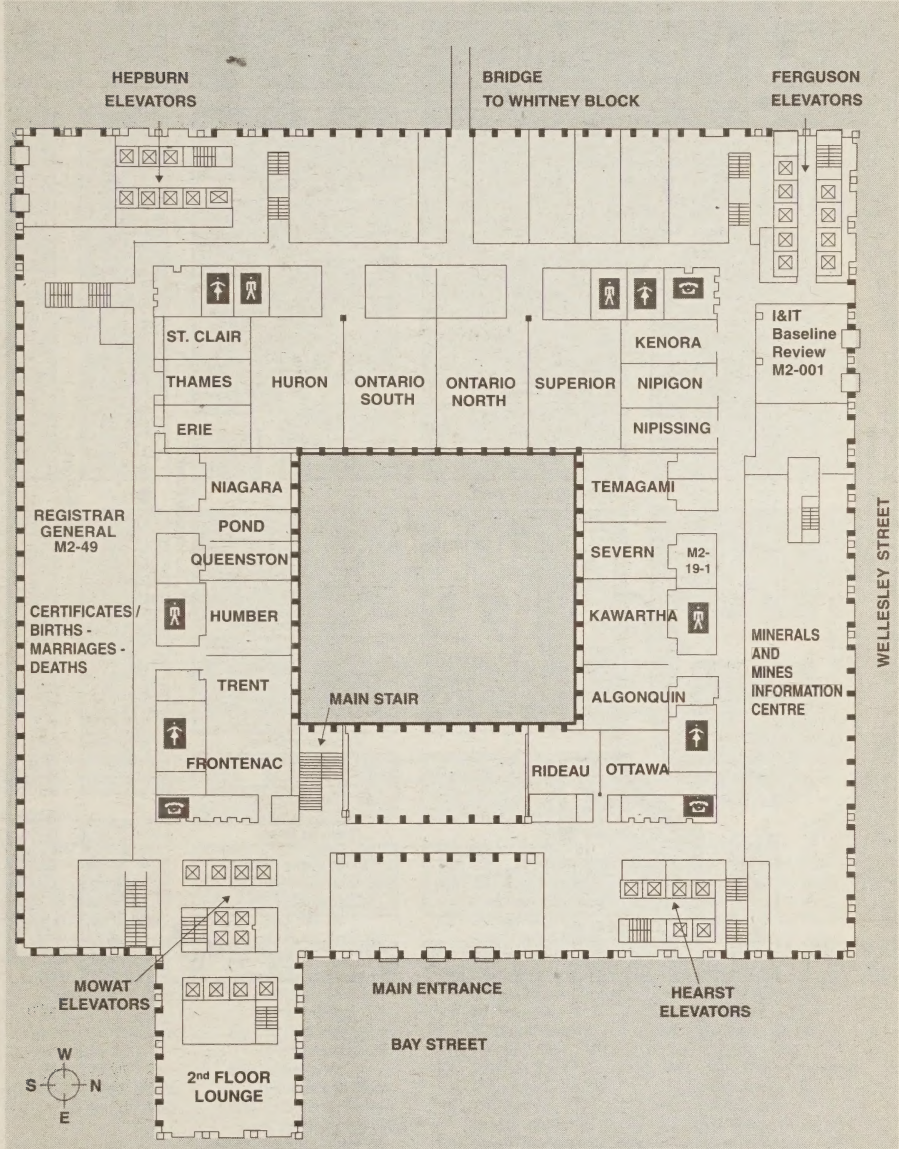 HEPBURN
ELEVATORS
BRIDGE
TO WHITNEY BLOCK
FERGUSON
ELEVATORS
ST. CLAIR
THAMES
ERIE
HURON
ONTARIO
SOUTH
ONTARIO
NORTH
SUPERIOR
KENORA
NIPIGON
NIPISSING
I&IT
Baseline
Review
M2-001
NIAGARA
POND
QUEENSTON
HUMBER
TRENT
FRONTENAC
TEMAGAMI
SEVERN
M2-
19-1
KAWARTHA
ALGONQUIN
RIDEAU
OTTAWA
REGISTRAR
GENERAL
M2-49
CERTIFICATES/
BIRTHS -
MARRIAGES -
DEATHS
MAIN STAIR
MINERALS
AND
MINES
INFORMATION
CENTRE
WELLESLEY STREET
MOWAT
ELEVATORS
MAIN ENTRANCE
HEARST
ELEVATORS
BAY STREET
2nd FLOOR
LOUNGE
W
S
N
E